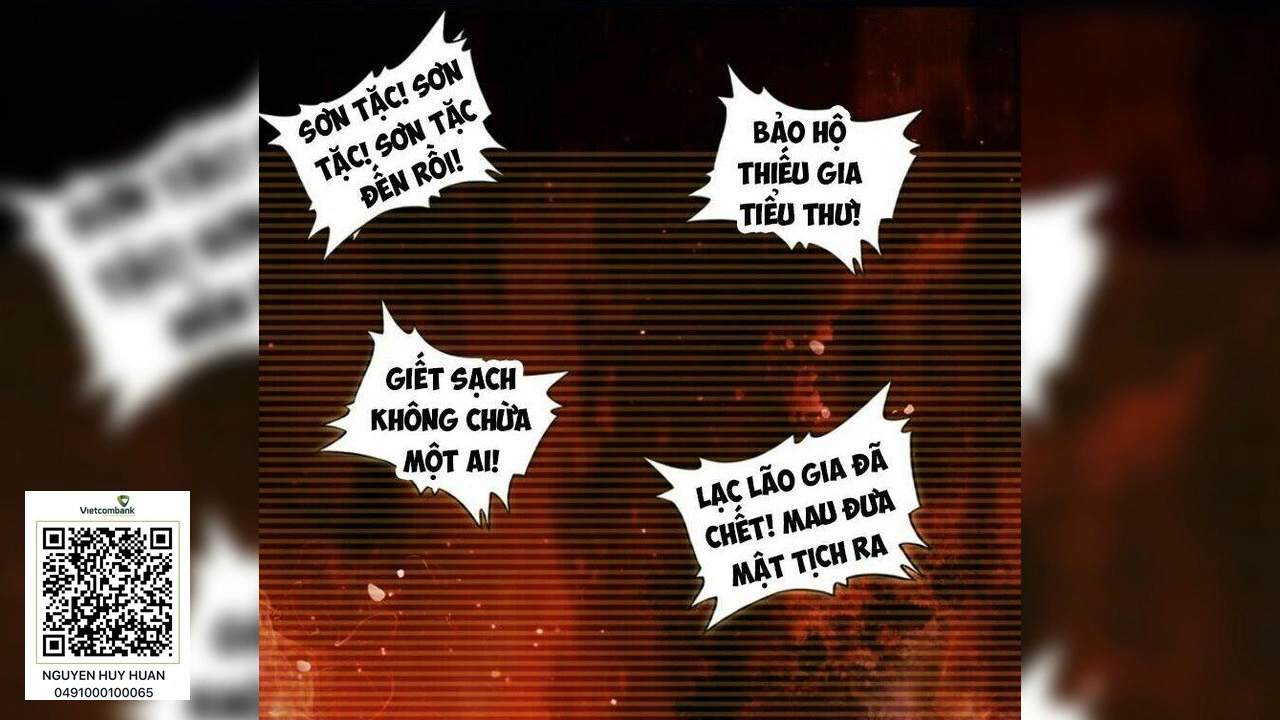 SƠN TẶC! SƠN
TẶC! SƠN TẶC
ĐẾN RỒI!
BẢO HỘ
THIẾU GIA
TIỂU THƯ!
GIẾT SẠCH
KHÔNG CHỪA
MỘT AI!
LẠC LÃO GIA ĐÃ
CHẾT! MAU ĐƯA
MẬT TỊCH RA
Vietcombank
NGUYEN HUY HUAN
0491000100065